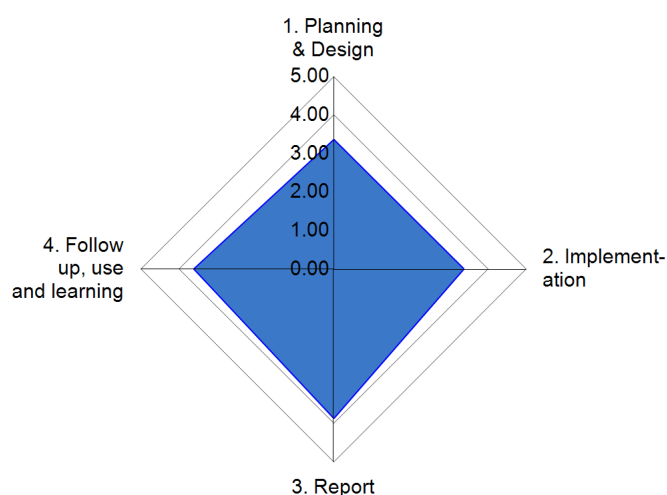 1. Planning
& Design
5.00
4.00
3.00
2.00
1.00
0.00
4. Follow
up, use
and learning
2. Implement-
ation
3. Report